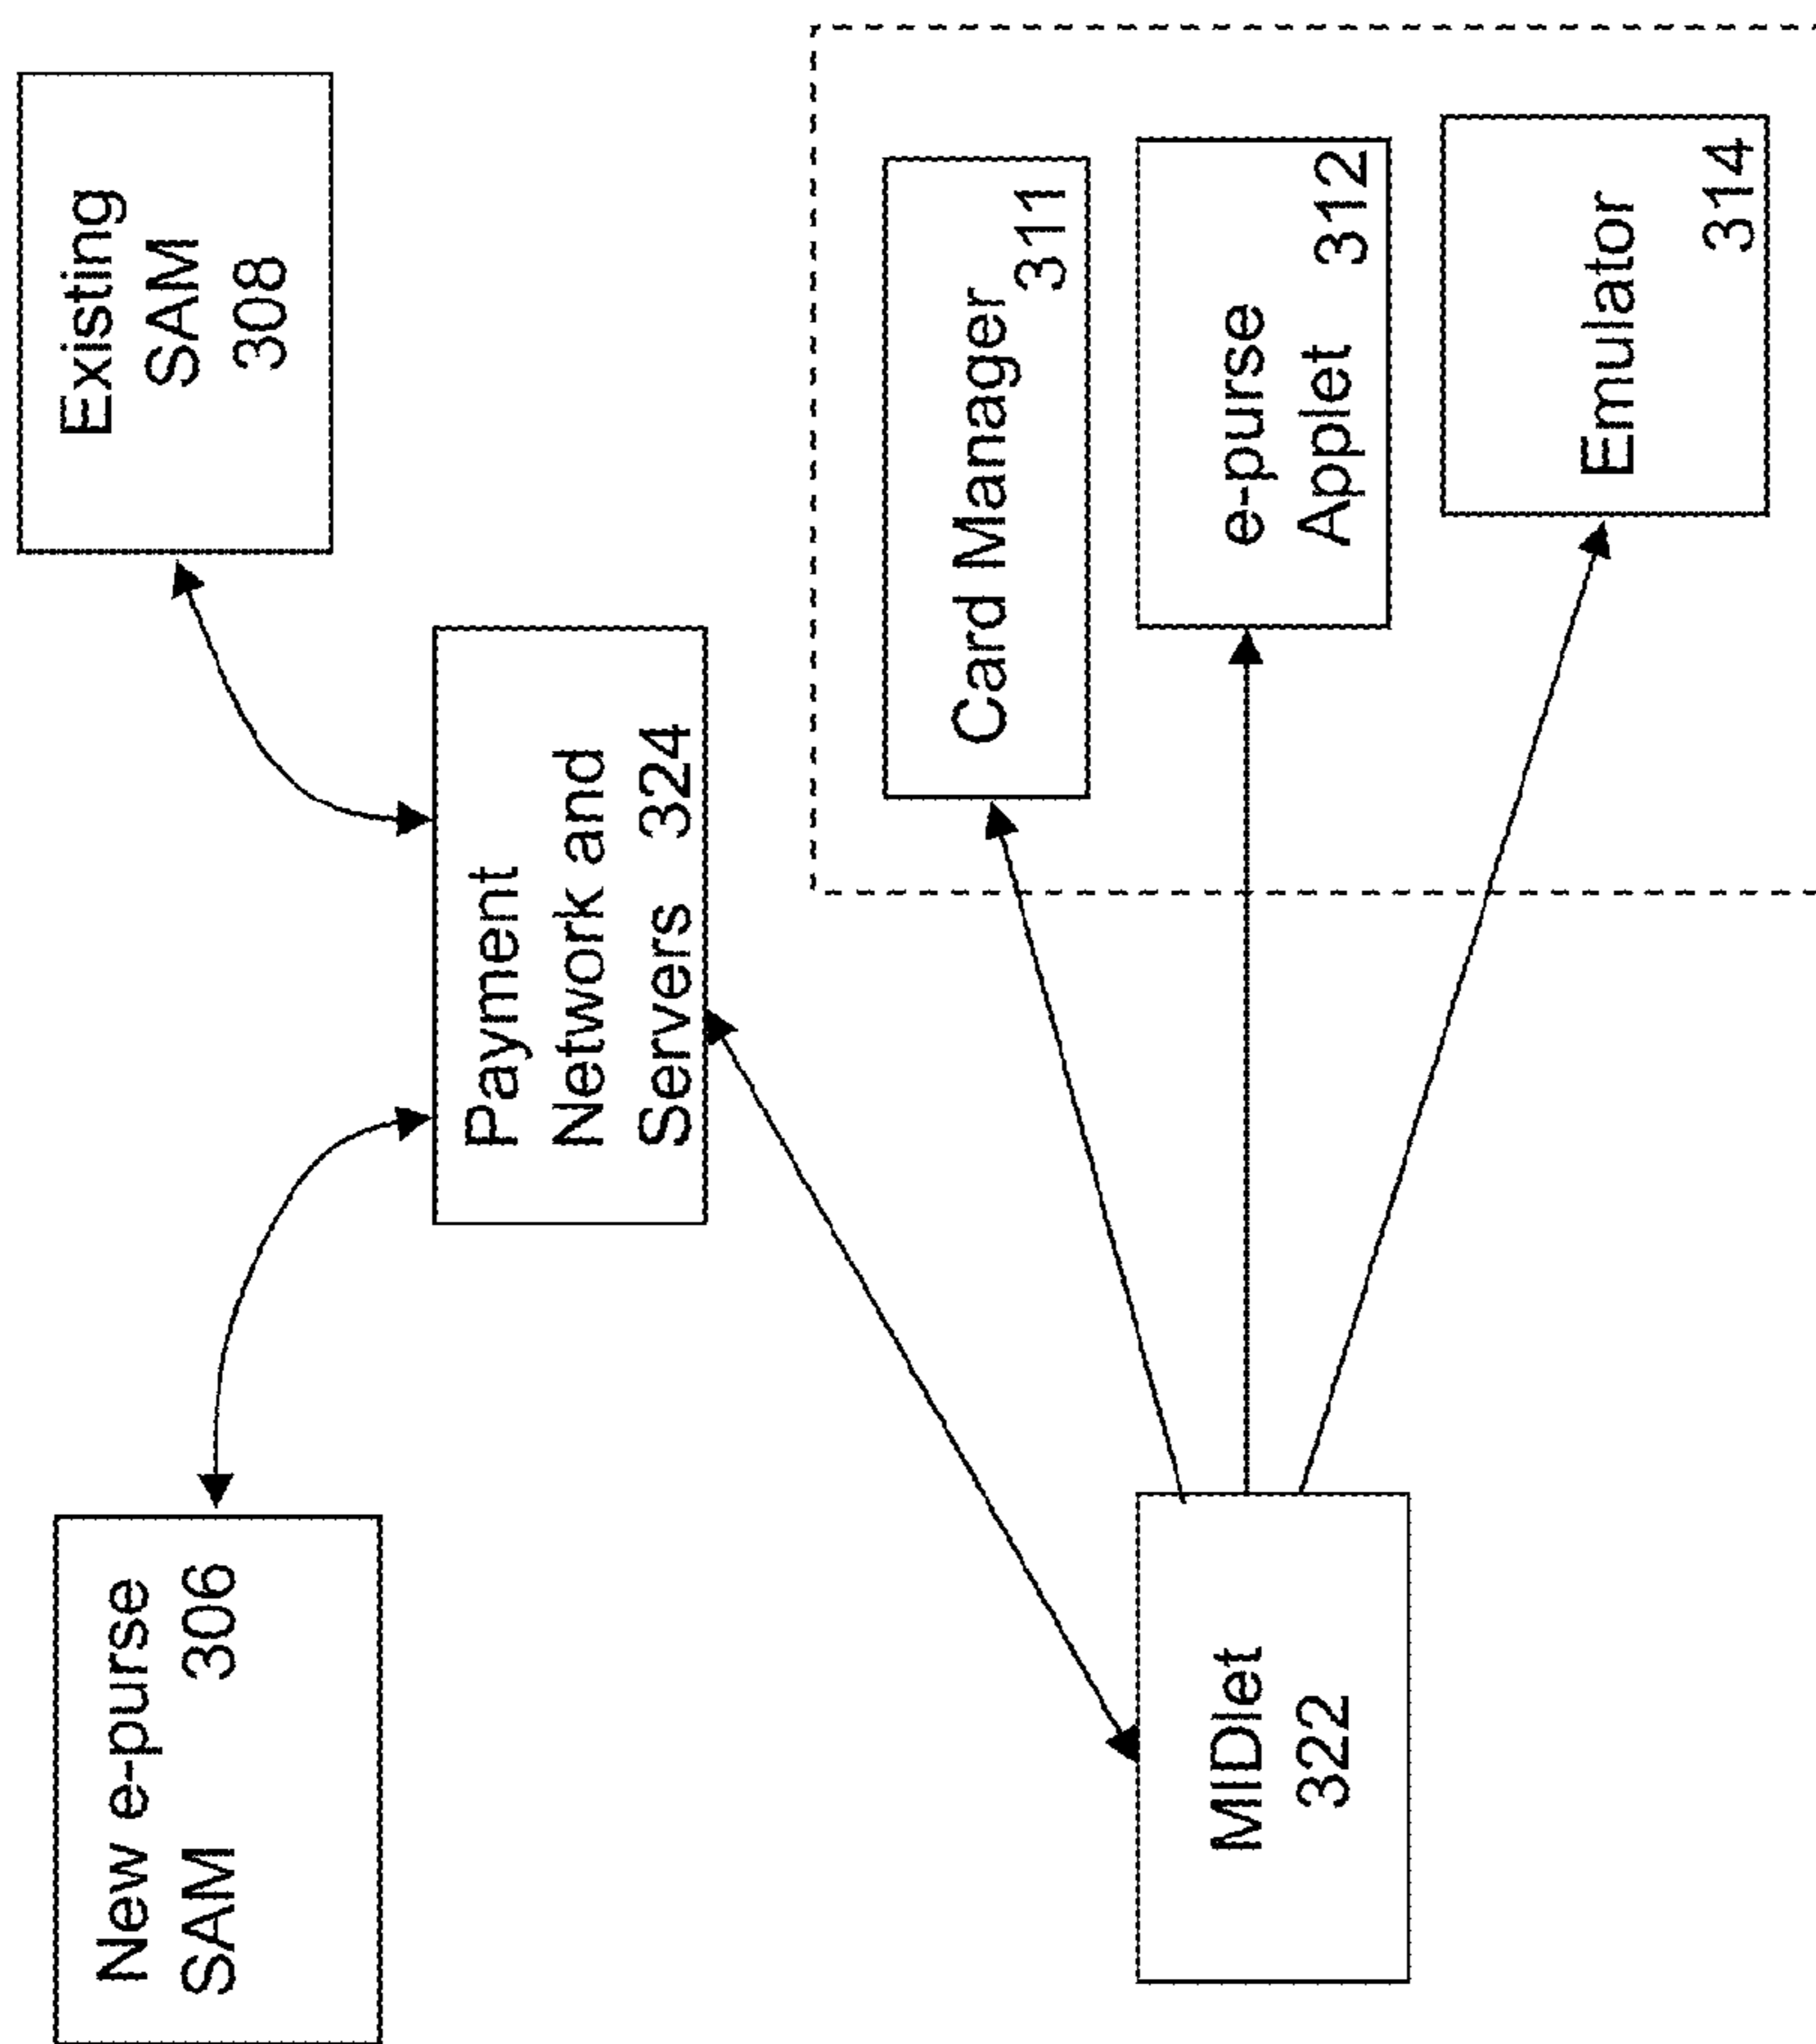 New e-purse
SAM 306
Existing
SAM
308
Payment
Network and
Servers 324
MIDlet
322
Card Manager
311
e-purse
Applet 312
Emulator
314